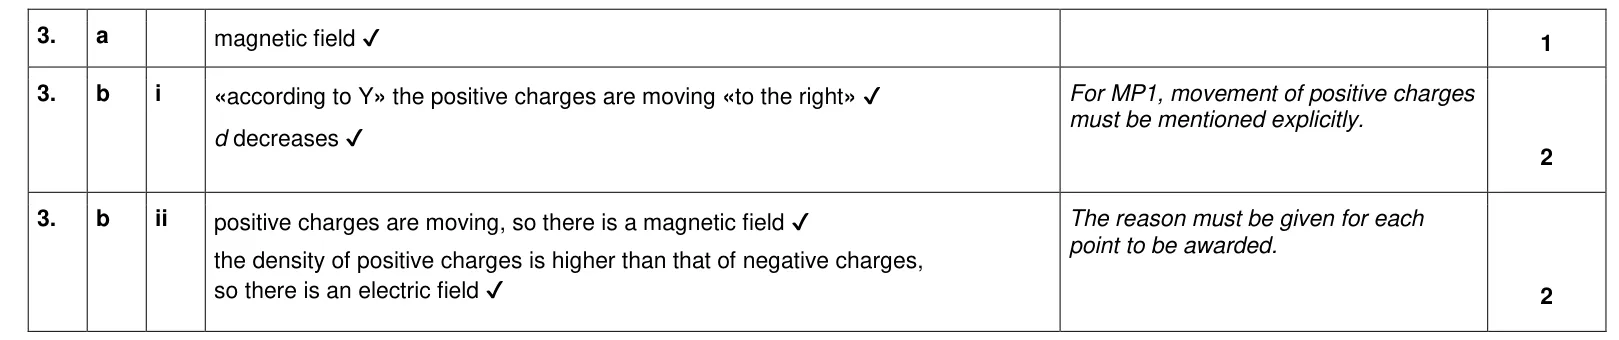 3. a magnetic field ✓ 1
3. b i «according to Y» the positive charges are moving «to the right» ✓ For MP1, movement of positive charges
must be mentioned explicitly.
d decreases ✓
2
3. b ii positive charges are moving, so there is a magnetic field ✓ The reason must be given for each
point to be awarded.
the density of positive charges is higher than that of negative charges,
so there is an electric field ✓ 2